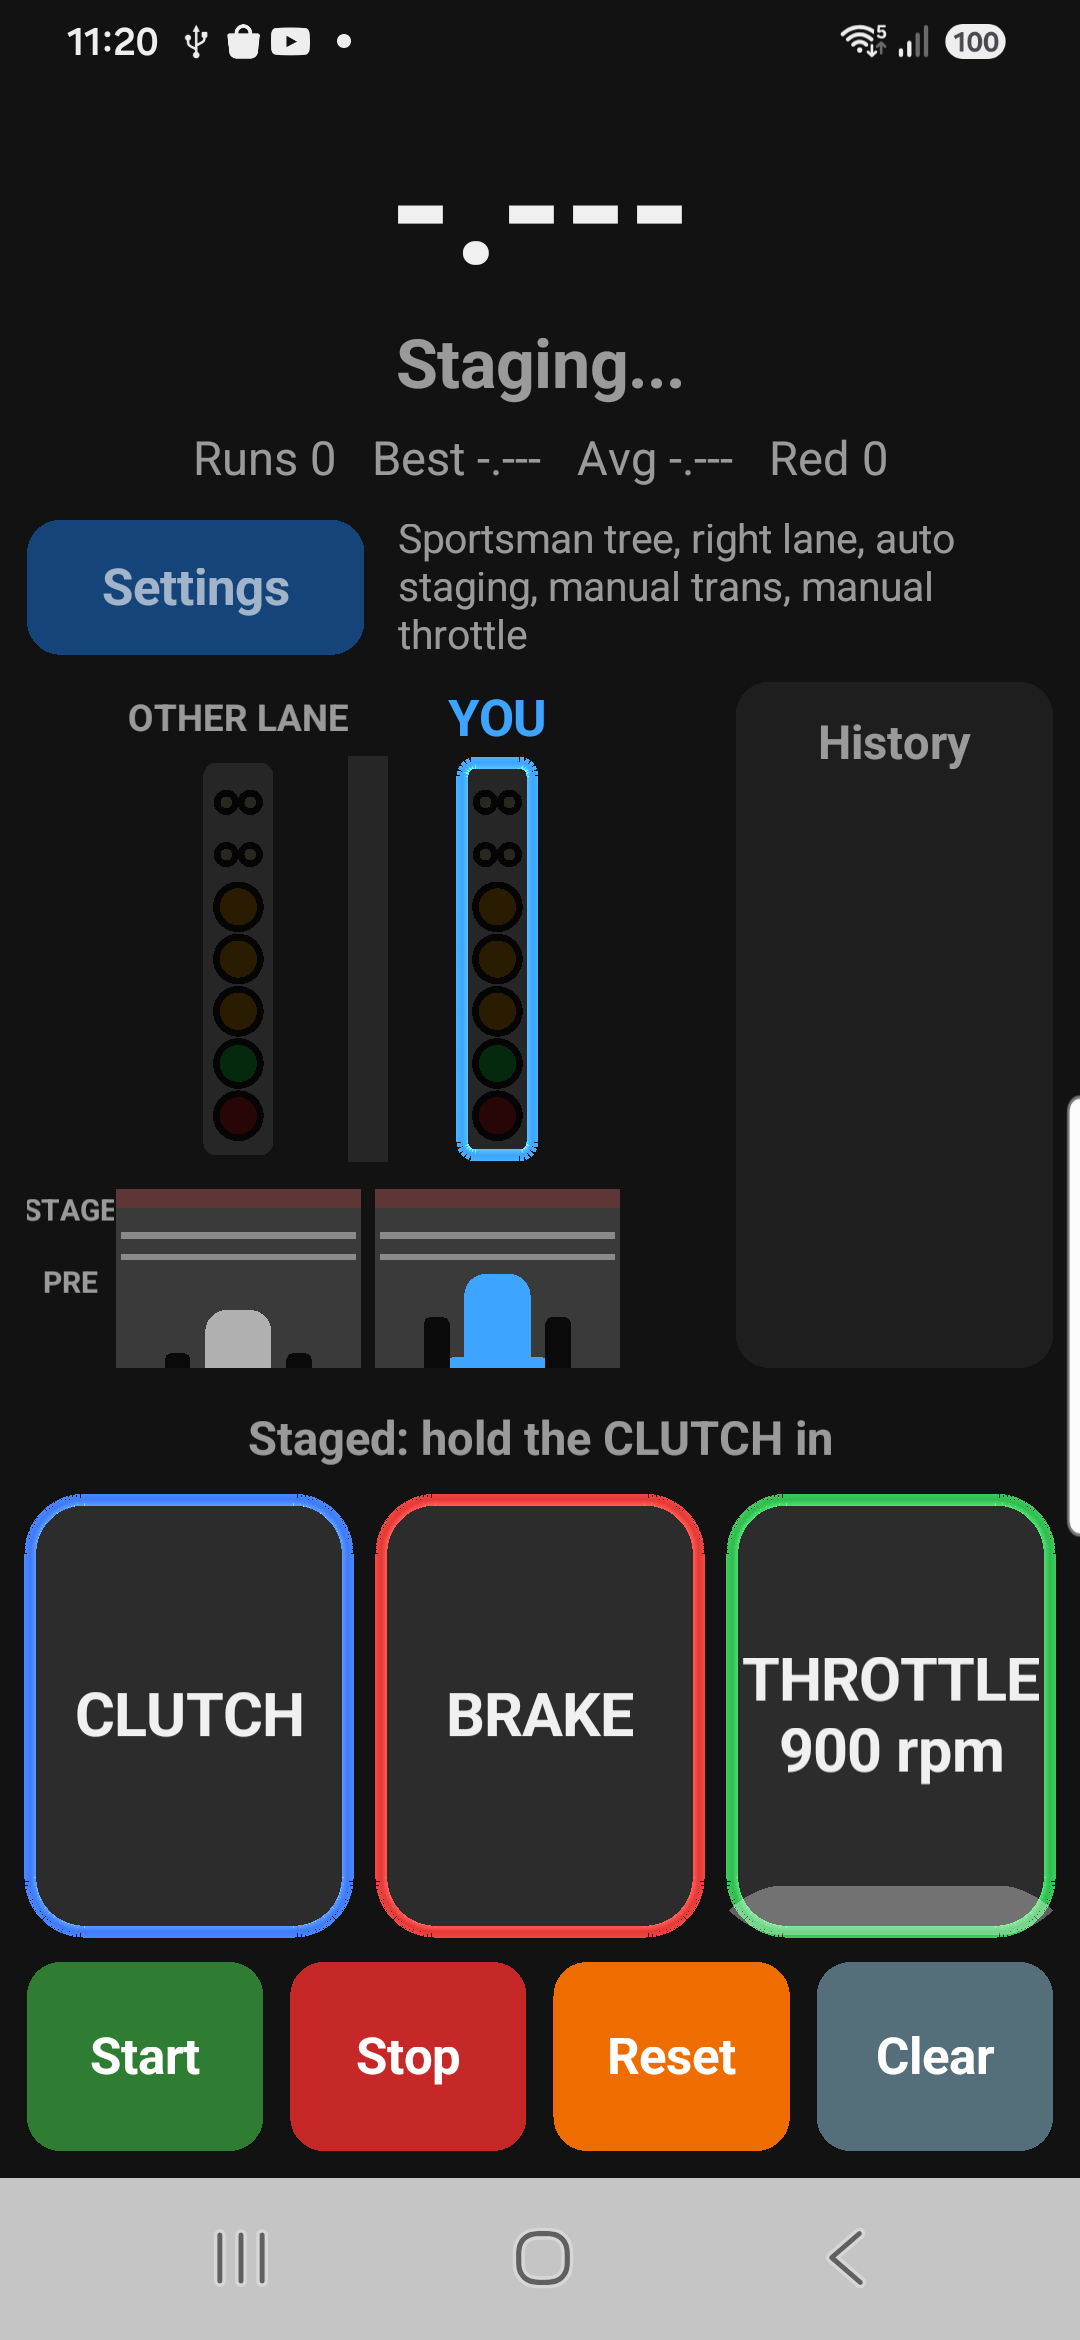 11:20
5
100
-.---
Staging...
Runs 0 Best -.--- Avg -.--- Red 0
Settings
Sportsman tree, right lane, auto
staging, manual trans, manual
throttle
OTHER LANE
YOU
History
STAGE
PRE
Staged: hold the CLUTCH in
CLUTCH
BRAKE
THROTTLE
900 rpm
Start
Stop
Reset
Clear